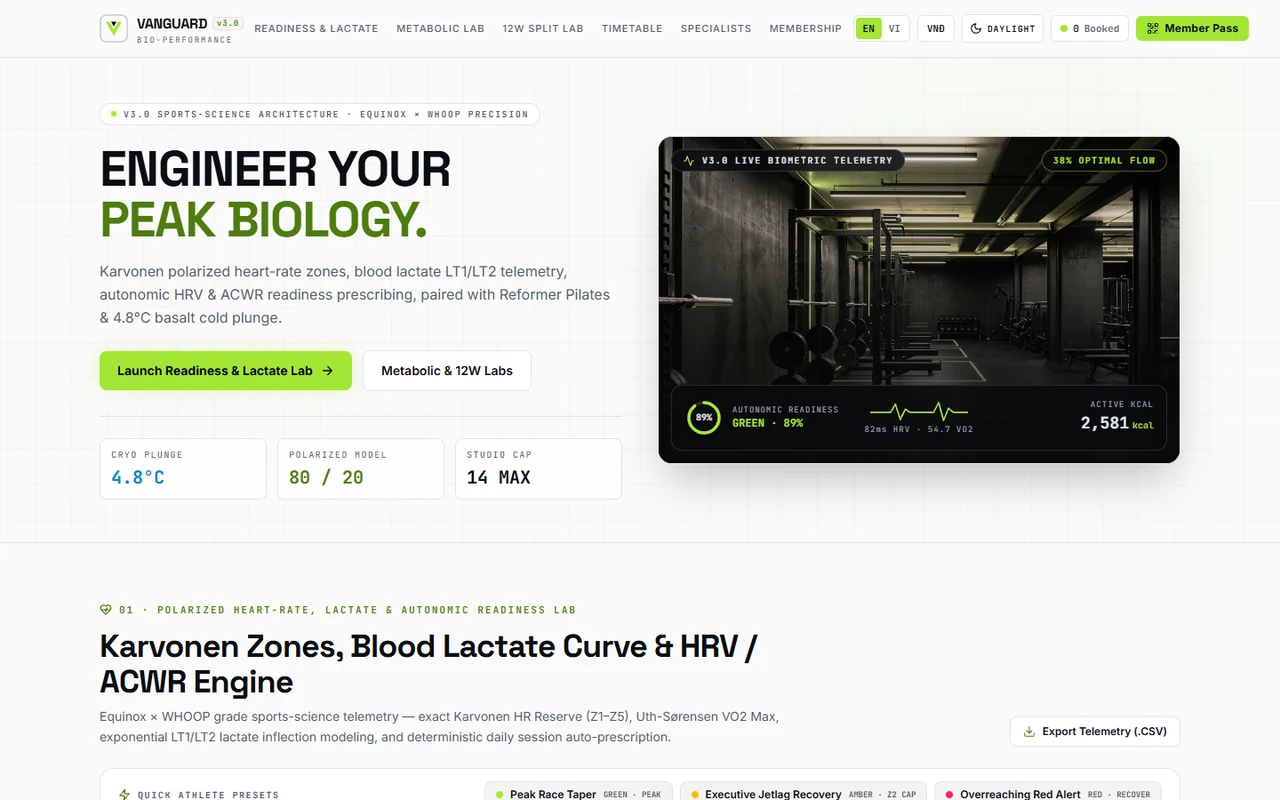 VANGUARD v3.0
BIO-PERFORMANCE
READINESS & LACTATE METABOLIC LAB 12W SPLIT LAB TIMETABLE SPECIALISTS MEMBERSHIP EN VI VNĐ DAYLIGHT 0 Booked Member Pass
V3.0 SPORTS-SCIENCE ARCHITECTURE · EQUINOX × WHOOP PRECISION
ENGINEER YOUR
PEAK BIOLOGY.
Karvonen polarized heart-rate zones, blood lactate LT1/LT2 telemetry,
autonomic HRV & ACWR readiness prescribing, paired with Reformer Pilates
& 4.8°C basalt cold plunge.
Launch Readiness & Lactate Lab → Metabolic & 12W Labs
CRYO PLUNGE
4.8°C
POLARIZED MODEL
80 / 20
STUDIO CAP
14 MAX
V3.0 LIVE BIOMETRIC TELEMETRY
38% OPTIMAL FLOW
89%
AUTONOMIC READINESS
GREEN · 89%
82ms HRV · 54.7 VO2
ACTIVE KCAL
2,581 kcal
01 · POLARIZED HEART-RATE, LACTATE & AUTONOMIC READINESS LAB
Karvonen Zones, Blood Lactate Curve & HRV /
ACWR Engine
Equinox × WHOOP grade sports-science telemetry — exact Karvonen HR Reserve (Z1–Z5), Uth-Sørensen VO2 Max,
exponential LT1/LT2 lactate inflection modeling, and deterministic daily session auto-prescription.
Export Telemetry (.CSV)
QUICK ATHLETE PRESETS
Peak Race Taper GREEN · PEAK
Executive Jetlag Recovery AMBER · Z2 CAP
Overreaching Red Alert RED · RECOVER